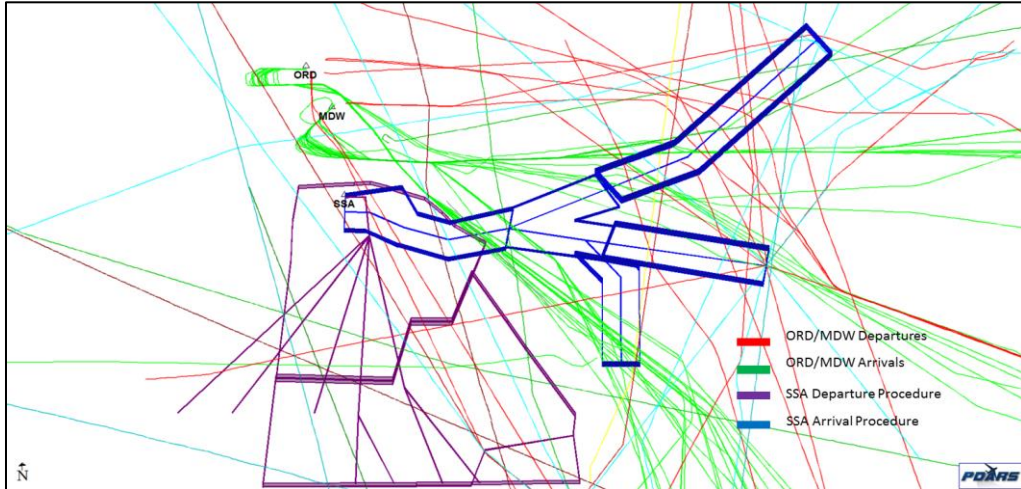 ORD
MDW
SSA
ORD/MDW Departures
ORD/MDW Arrivals
SSA Departure Procedure
SSA Arrival Procedure
N
PDARS